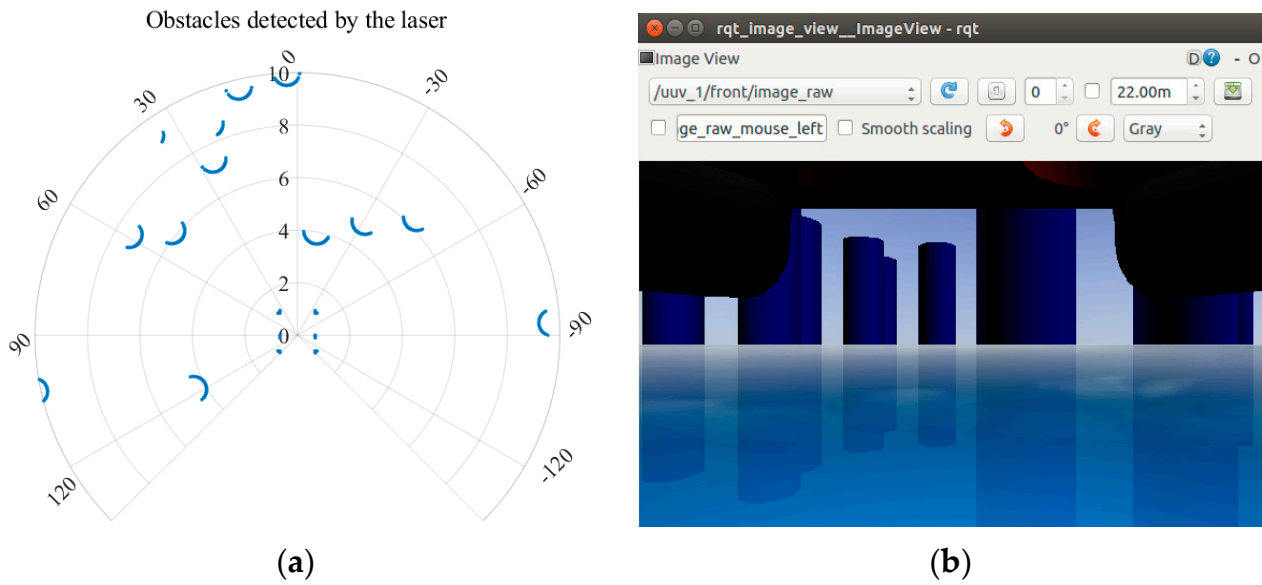 Obstacles detected by the laser
0
-30
-60
-90
-120
30
60
90
120
10
8
6
4
2
0
(a)
rqt_image_view__ImageView - rqt
Image View
D - O
/uuv_1/front/image_raw 0 22.00m
ge_raw_mouse_left Smooth scaling 0° Gray
(b)